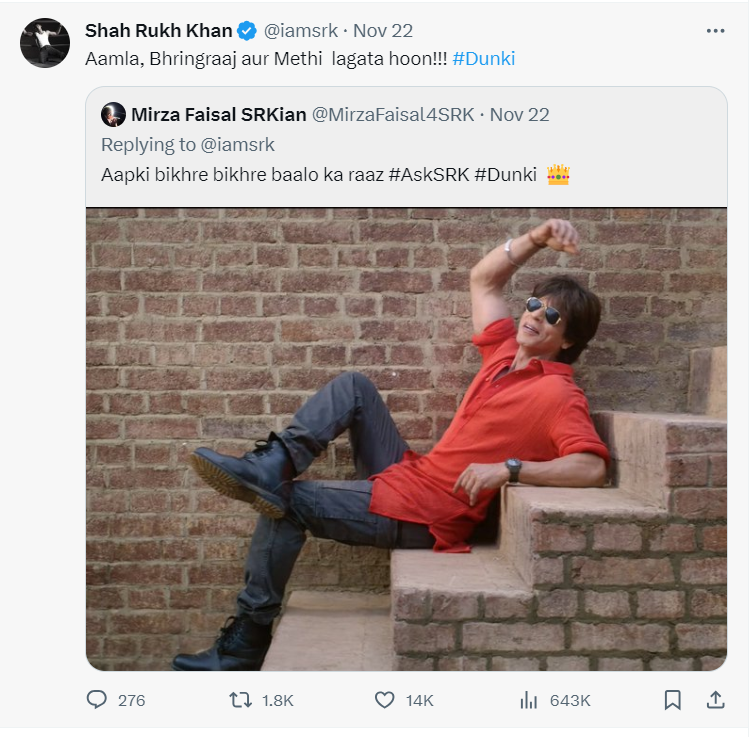 Shah Rukh Khan @iamsrk · Nov 22
Aamla, Bhringraaj aur Methi lagata hoon!!! #Dunki
Mirza Faisal SRKian @MirzaFaisal4SRK · Nov 22
Replying to @iamsrk
Aapki bikhre bikhre baalo ka raaz #AskSRK #Dunki 👑
276 1.8K 14K 643K